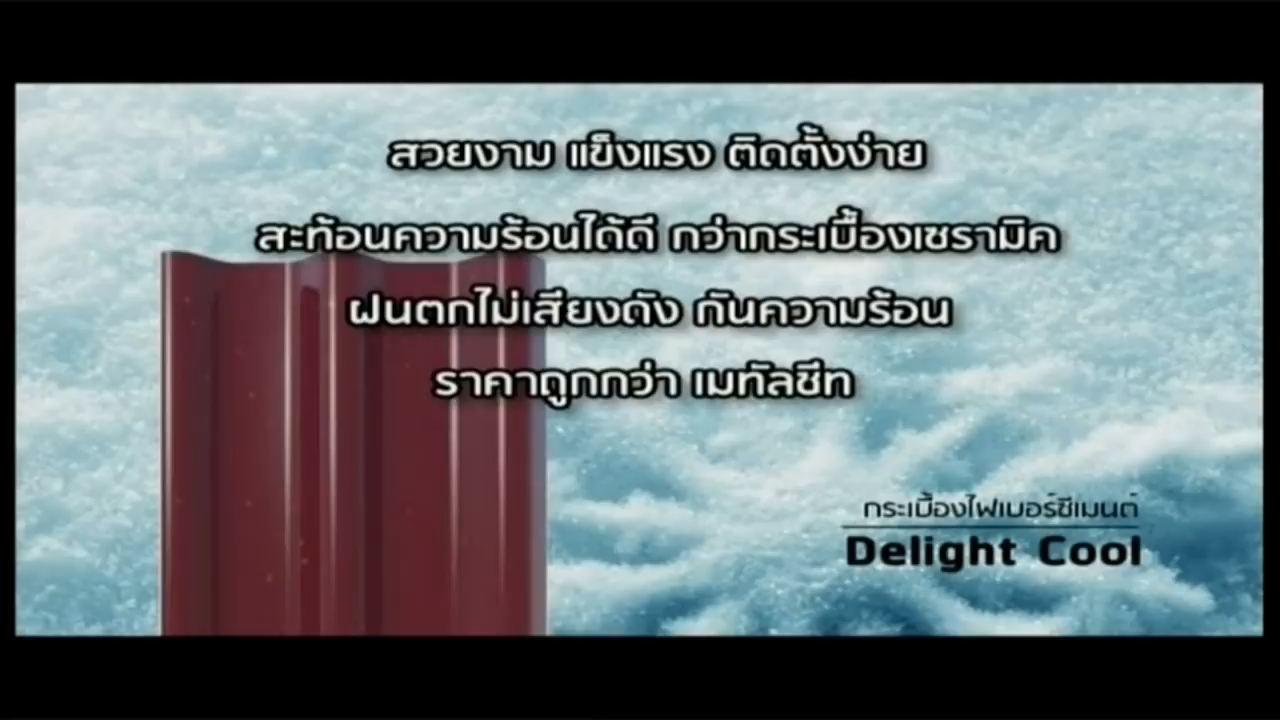 สวยงาม แข็งแรง ติดตั้งง่าย
สะท้อนความร้อนได้ดี กว่ากระเบื้องเซรามิค
ฝนตกไม่เสียงดัง กันความร้อน
ราคาถูกกว่า เมทัลชีท
กระเบื้องไฟเบอร์ซีเมนต์
Delight Cool